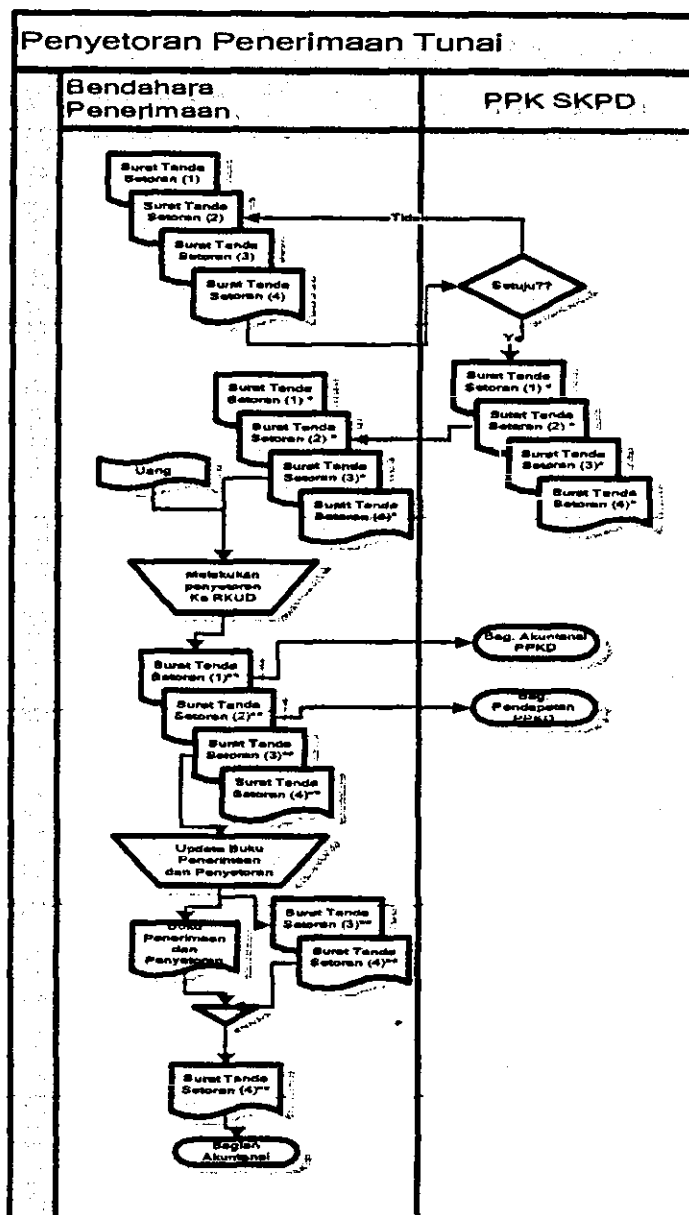 Penyetoran Penerimaan Tunai
Bendahara
Penerimaan
PPK SKPD
Surat Tanda
Setoran (1)
Surat Tanda
Setoran (2)
Surat Tanda
Setoran (3)
Surat Tanda
Setoran (4)
Setuju??
Surat Tanda
Setoran (1) *
Surat Tanda
Setoran (2) *
Surat Tanda
Setoran (3)*
Surat Tanda
Setoran (4)*
Surat Tanda
Setoran (1) *
Surat Tanda
Setoran (2) *
Surat Tanda
Setoran (3)*
Surat Tanda
Setoran (4)*
Uang
Melakukan
penyetoran
Ke RKUD
Surat Tanda
Setoran (1)**
Surat Tanda
Setoran (2)**
Surat Tanda
Setoran (3)**
Surat Tanda
Setoran (4)**
Bag. Akuntansi
PPKD
Bag.
Pendapatan
PPKD
Update Buku
Penerimaan
dan Penyetoran
Buku
Penerimaan
dan
Penyetoran
Surat Tanda
Setoran (3)**
Surat Tanda
Setoran (4)**
Surat Tanda
Setoran (4)**
Bagian
Akuntansi